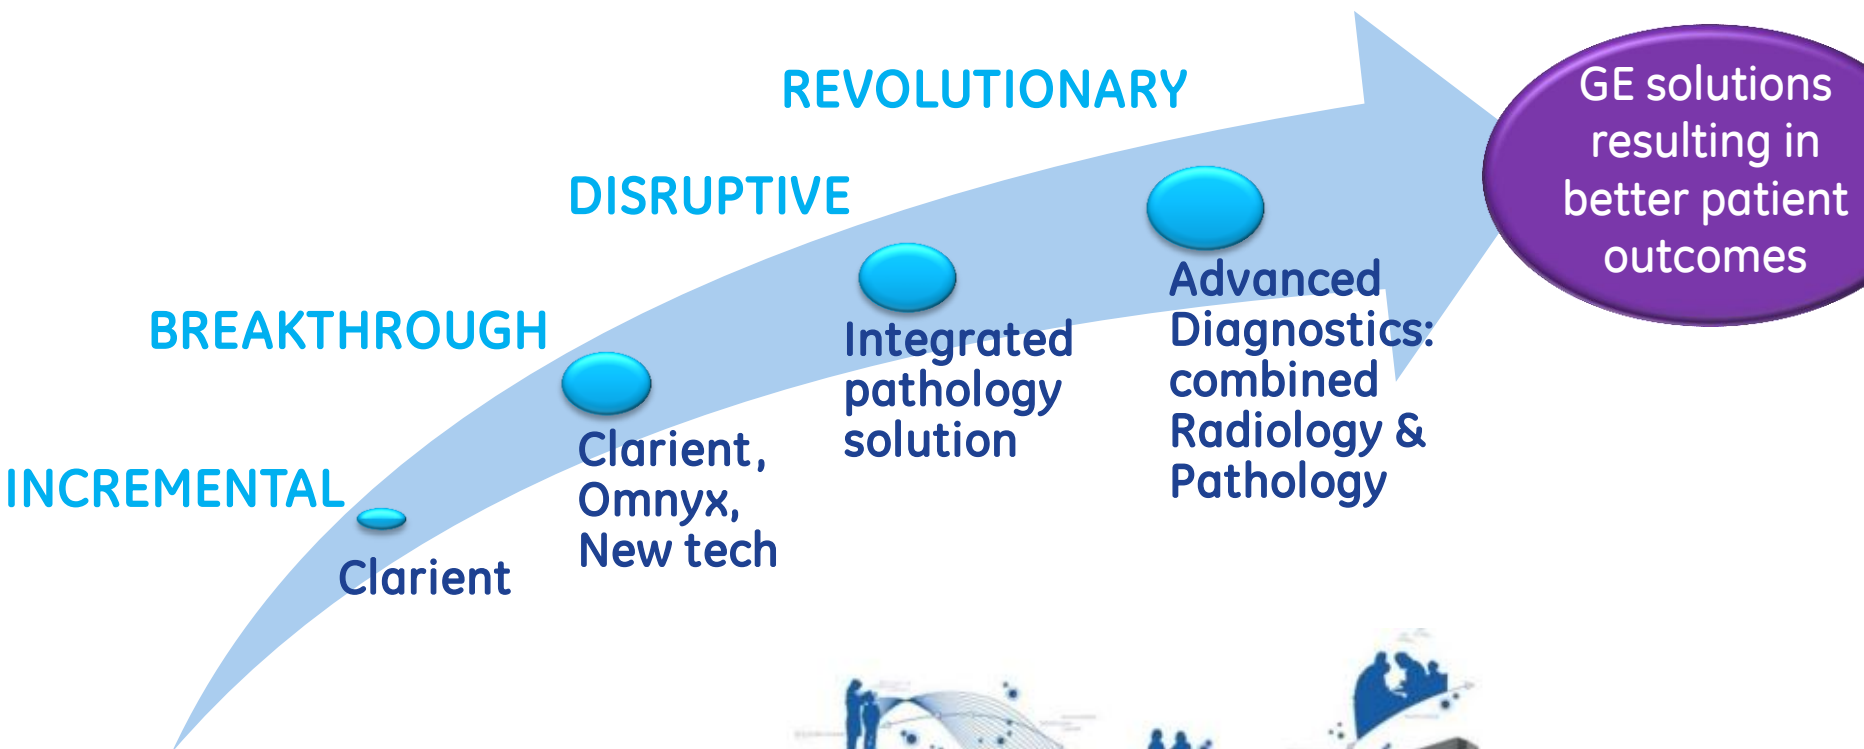 REVOLUTIONARY
DISRUPTIVE
BREAKTHROUGH
INCREMENTAL
Clarient
Clarient,
Omnyx,
New tech
Integrated
pathology
solution
Advanced
Diagnostics:
combined
Radiology &
Pathology
GE solutions
resulting in
better patient
outcomes